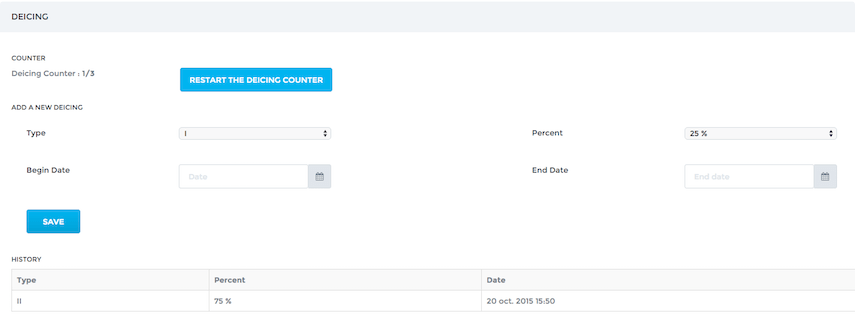 DEICING
COUNTER
Deicing Counter : 1/3
RESTART THE DEICING COUNTER
ADD A NEW DEICING
Type I Percent 25 %
Begin Date Date End Date End date
SAVE
HISTORY
Type Percent Date
II 75 % 20 oct. 2015 15:50